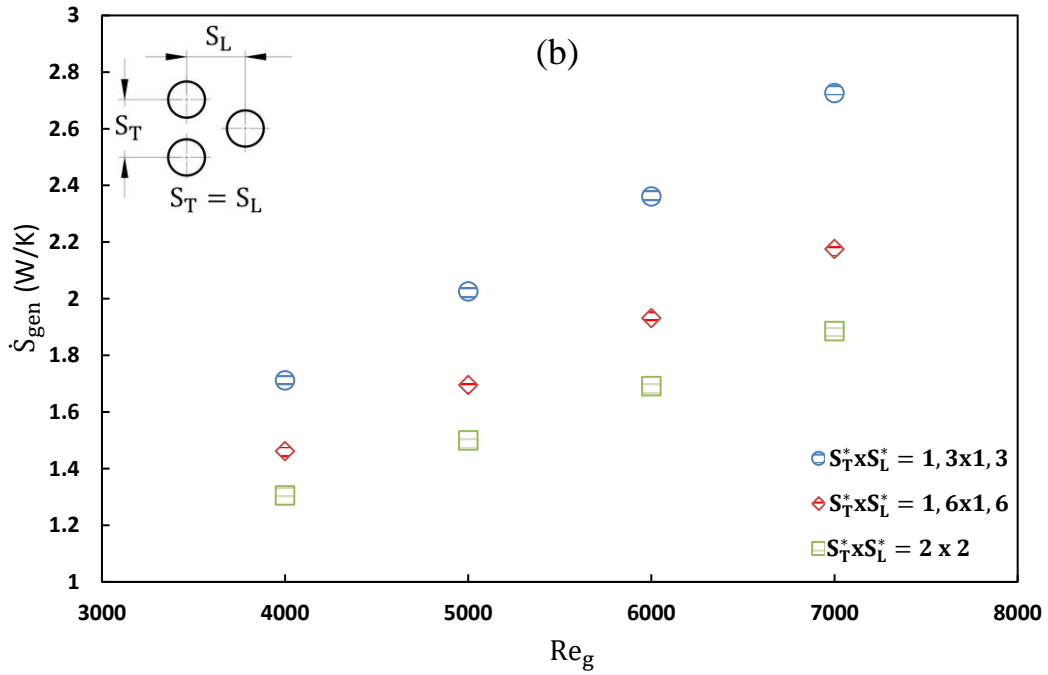 (b)
S_L
S_T
S_T = S_L
Ṡ_gen (W/K)
3
2.8
2.6
2.4
2.2
2
1.8
1.6
1.4
1.2
1
3000 4000 5000 6000 7000 8000
Re_g
S*_T x S*_L = 1,3x1,3
S*_T x S*_L = 1,6x1,6
S*_T x S*_L = 2 x 2